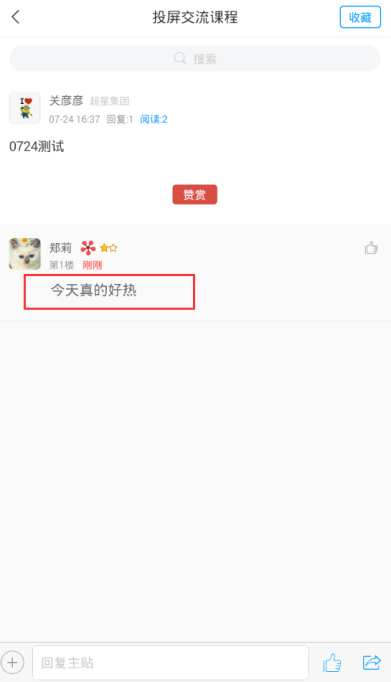 投屏交流课程
收藏
搜索
关彦彦 超星集团
07-24 16:37 回复:1 阅读:2
0724测试
赞赏
郑莉
第1楼 刚刚
今天真的好热
回复主贴